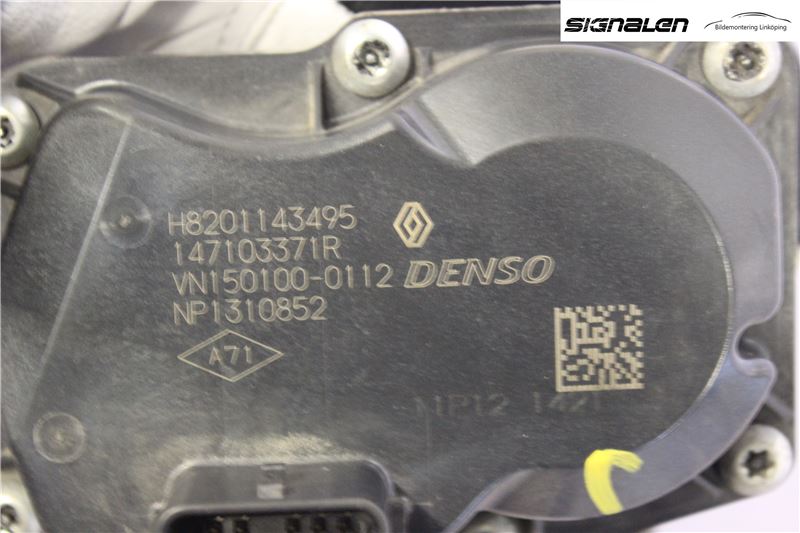 SIGNALEN
Bildemontering Linköping
H8201143495
147103371R
VN150100-0112 DENSO
NP1310852
A71